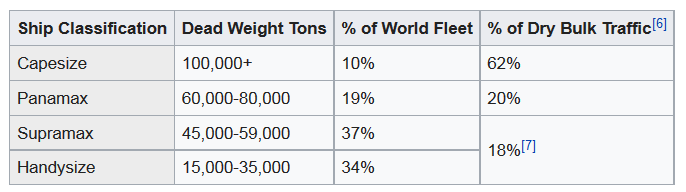 Ship Classification Dead Weight Tons % of World Fleet % of Dry Bulk Traffic[6]
Capesize 100,000+ 10% 62%
Panamax 60,000-80,000 19% 20%
Supramax 45,000-59,000 37% 18%[7]
Handysize 15,000-35,000 34%